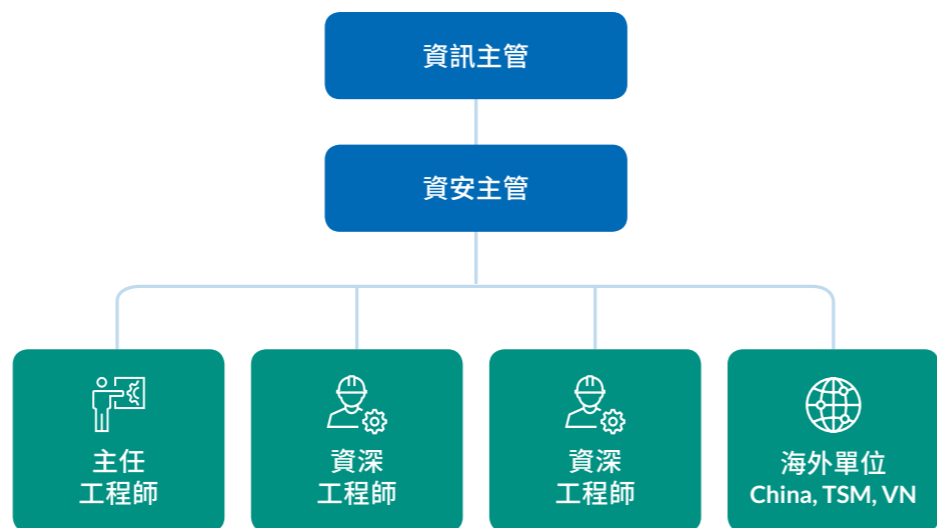 資訊主管
資安主管
主任
工程師
資深
工程師
資深
工程師
海外單位
China, TSM, VN